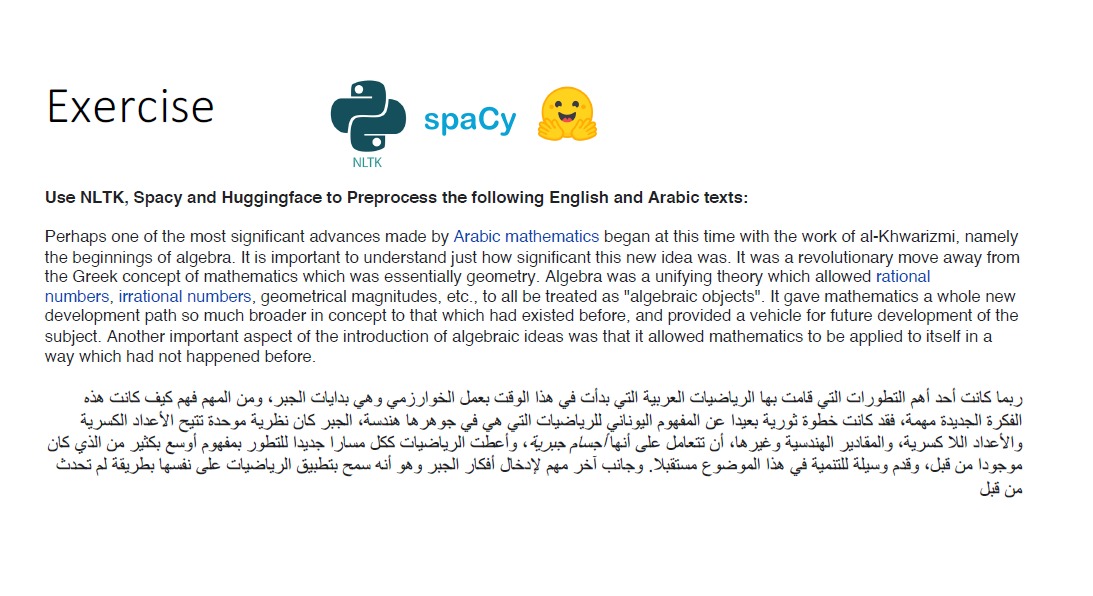 Exercise
NLTK
spaCy
Use NLTK, Spacy and Huggingface to Preprocess the following English and Arabic texts:
Perhaps one of the most significant advances made by Arabic mathematics began at this time with the work of al-Khwarizmi, namely
the beginnings of algebra. It is important to understand just how significant this new idea was. It was a revolutionary move away from
the Greek concept of mathematics which was essentially geometry. Algebra was a unifying theory which allowed rational
numbers, irrational numbers, geometrical magnitudes, etc., to all be treated as "algebraic objects". It gave mathematics a whole new
development path so much broader in concept to that which had existed before, and provided a vehicle for future development of the
subject. Another important aspect of the introduction of algebraic ideas was that it allowed mathematics to be applied to itself in a
way which had not happened before.
ربما كانت أحد أهم التطورات التي قامت بها الرياضيات العربية التي بدأت في هذا الوقت بعمل الخوارزمي وهي بدايات الجبر، ومن المهم فهم كيف كانت هذه
الفكرة الجديدة مهمة، فقد كانت خطوة ثورية بعيدا عن المفهوم اليوناني للرياضيات التي هي في جوهرها هندسة، الجبر كان نظرية موحدة تتيح الأعداد الكسرية
والأعداد اللا كسرية، والمقادير الهندسية وغيرها، أن تتعامل على أنها أجسام جبرية، وأعطت الرياضيات ككل مسارا جديدا للتطور بمفهوم أوسع بكثير من الذي كان
موجودا من قبل، وقدم وسيلة للتنمية في هذا الموضوع مستقبلا. وجانب آخر مهم لإدخال أفكار الجبر وهو أنه سمح بتطبيق الرياضيات على نفسها بطريقة لم تحدث
من قبل